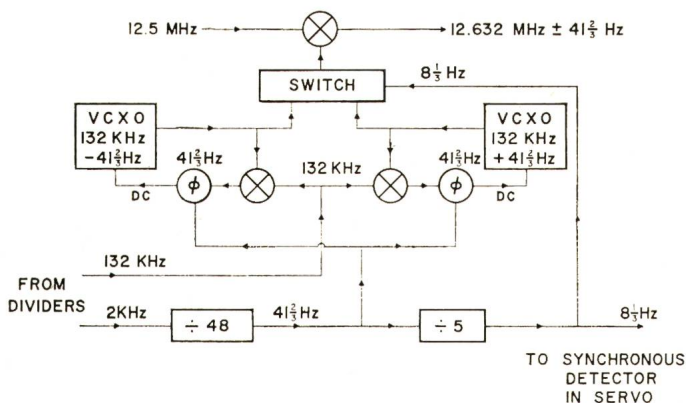 12.5 MHz
12.632 MHz ± 41⅔ Hz
SWITCH
8⅓ Hz
VCXO
132 KHz
-41⅔Hz
41⅔Hz
132 KHz
41⅔Hz
VCXO
132 KHz
+41⅔Hz
ϕ
ϕ
DC
DC
132 KHz
FROM
DIVIDERS
2KHz
÷ 48
41⅔Hz
÷ 5
8⅓Hz
TO SYNCHRONOUS
DETECTOR
IN SERVO